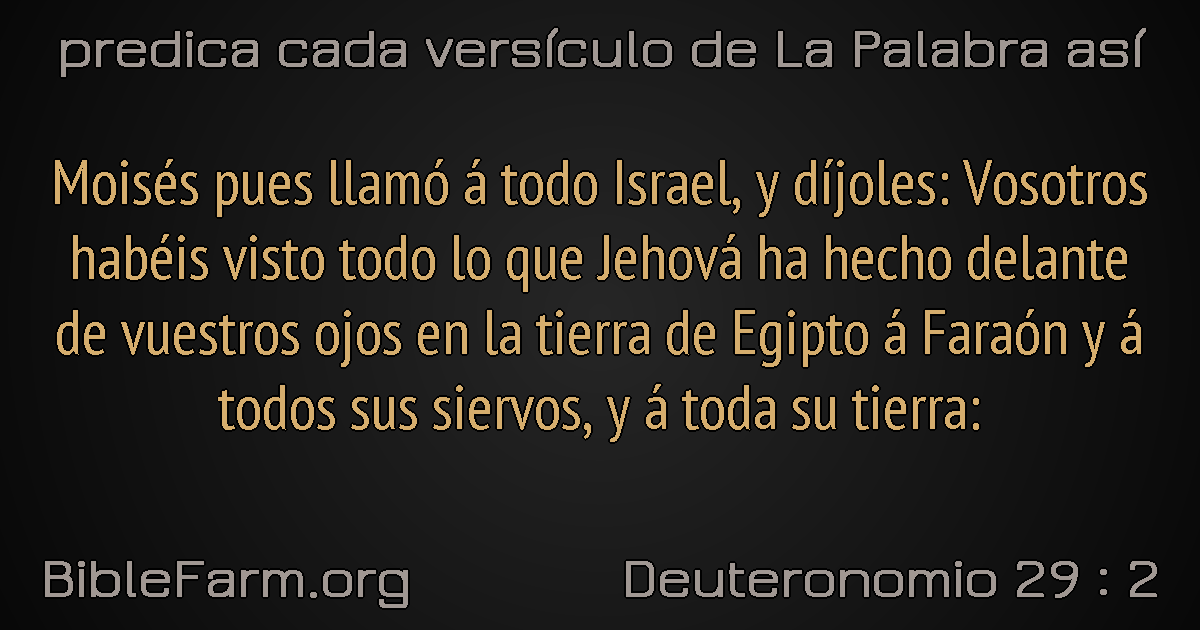 predica cada versículo de La Palabra así
Moisés pues llamó á todo Israel, y díjoles: Vosotros
habéis visto todo lo que Jehová ha hecho delante
de vuestros ojos en la tierra de Egipto á Faraón y á
todos sus siervos, y á toda su tierra:
BibleFarm.org
Deuteronomio 29 : 2